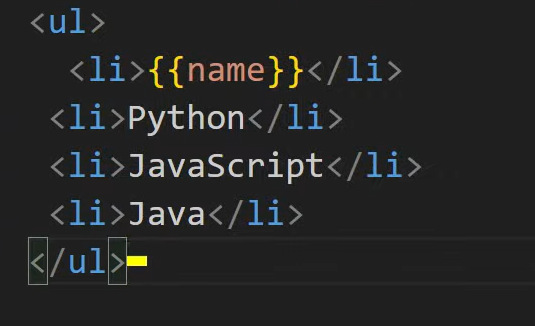 <ul>
  <li>{{name}}</li>
 <li>Python</li>
 <li>JavaScript</li>
 <li>Java</li>
</ul>